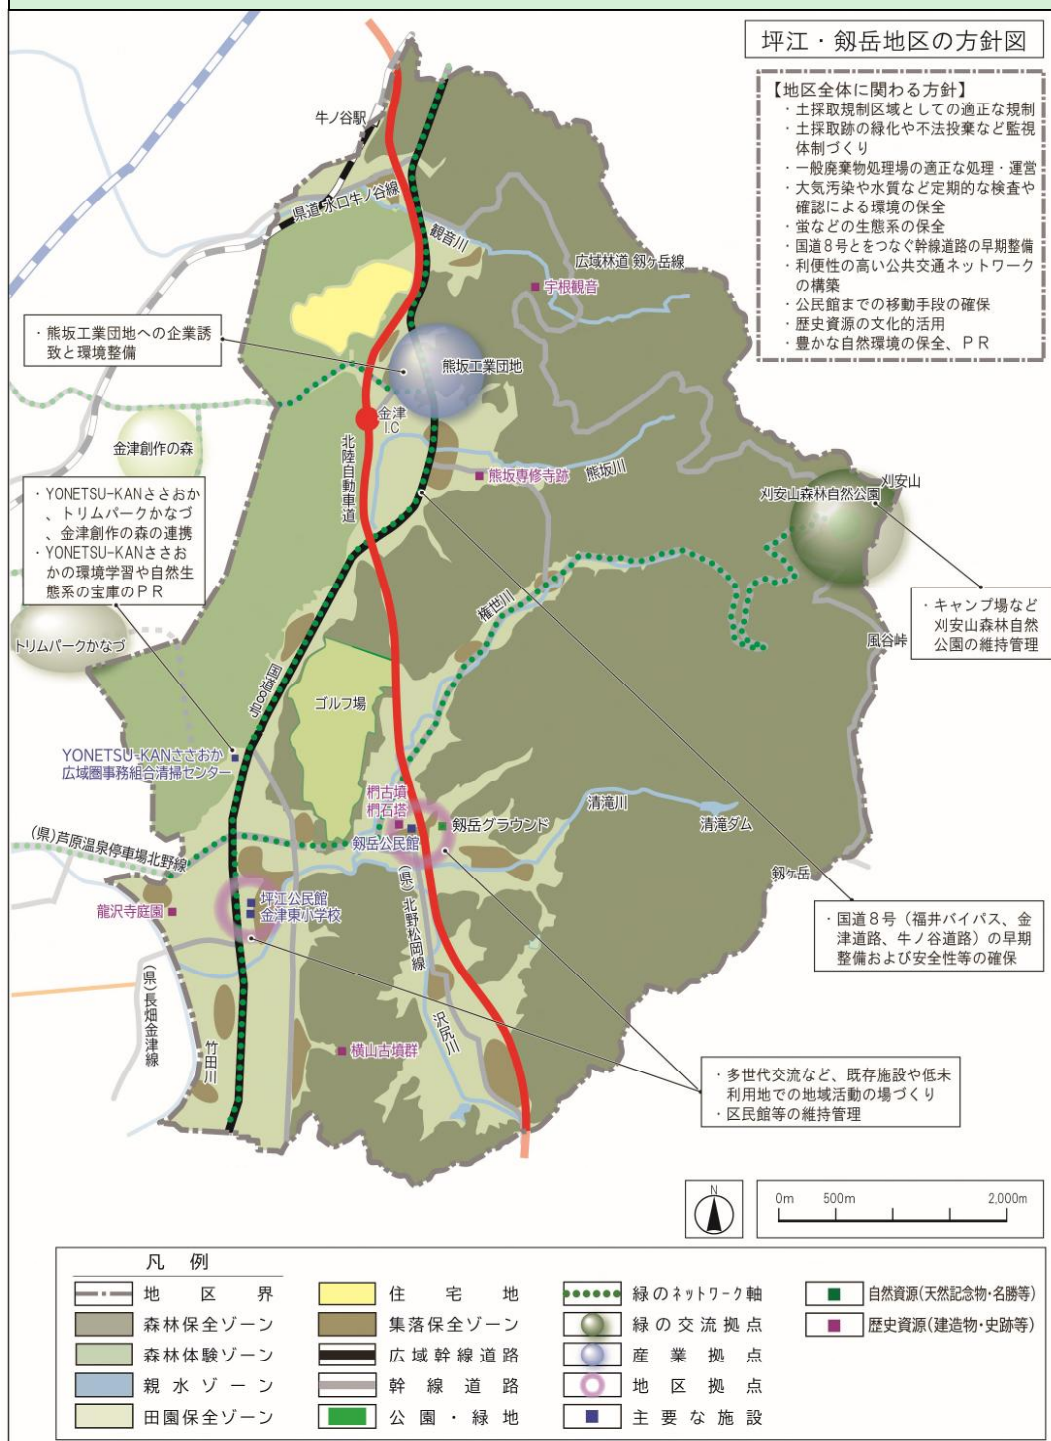 坪江・剱岳地区の方針図
【地区全体に関わる方針】
・土採取規制区域としての適正な規制
・土採取跡の緑化や不法投棄など監視
体制づくり
・一般廃棄物処理場の適正な処理・運営
・大気汚染や水質など定期的な検査や
確認による環境の保全
・蛍などの生態系の保全
・国道8号とをつなぐ幹線道路の早期整備
・利便性の高い公共交通ネットワーク
の構築
・公民館までの移動手段の確保
・歴史資源の文化的活用
・豊かな自然環境の保全、PR
牛ノ谷駅
県道 水口牛ノ谷線
観音川
広域林道 剱ヶ岳線
宇根観音
・熊坂工業団地への企業誘
致と環境整備
熊坂工業団地
金津
I.C
金津創作の森
北陸自動車道
熊坂専修寺跡
熊坂川
刈安山
刈安山森林自然公園
・YONETSU-KANささおか
、トリムパークかなづ
、金津創作の森の連携
・YONETSU-KANささお
かの環境学習や自然生
態系の宝庫のPR
トリムパークかなづ
権世川
風谷峠
・キャンプ場など
刈安山森林自然
公園の維持管理
国道8号
ゴルフ場
YONETSU-KANささおか
広域圏事務組合清掃センター
椚古墳
椚石塔
剱岳公民館
剱岳グラウンド
清滝川
清滝ダム
剱ヶ岳
(県)芦原温泉停車場北野線
坪江公民館
金津東小学校
龍沢寺庭園
(県)北野松岡線
・国道8号(福井バイパス、金
津道路、牛ノ谷道路)の早期
整備および安全性等の確保
(県)長畑金津線
竹田川
沢尻川
横山古墳群
・多世代交流など、既存施設や低未
利用地での地域活動の場づくり
・区民館等の維持管理
N
0m 500m 2,000m
凡例
地区界
森林保全ゾーン
森林体験ゾーン
親水ゾーン
田園保全ゾーン
住宅地
集落保全ゾーン
広域幹線道路
幹線道路
公園・緑地
緑のネットワーク軸
緑の交流拠点
産業拠点
地区拠点
主要な施設
自然資源(天然記念物・名勝等)
歴史資源(建造物・史跡等)